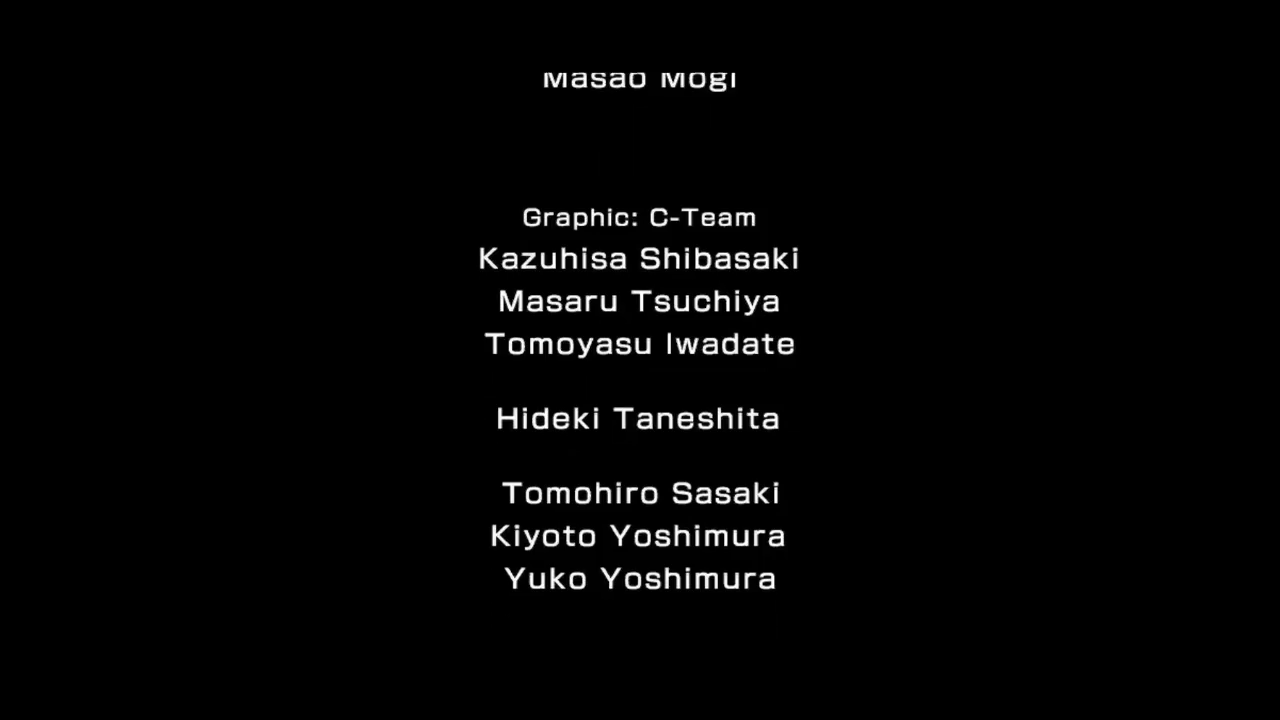 Masao Mogi
Graphic: C-Team
Kazuhisa Shibasaki
Masaru Tsuchiya
Tomoyasu Iwadate
Hideki Taneshita
Tomohiro Sasaki
Kiyoto Yoshimura
Yuko Yoshimura